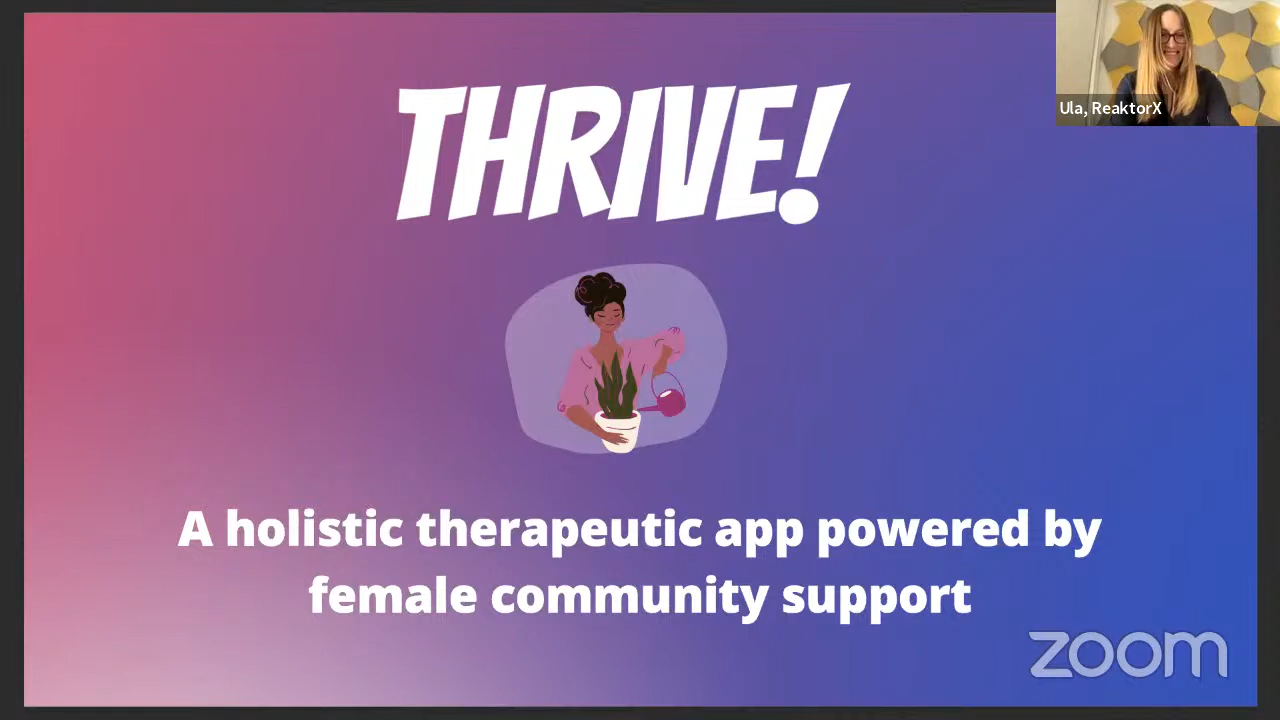 THRIVE!
Ula, ReaktorX
A holistic therapeutic app powered by
female community support
zoom